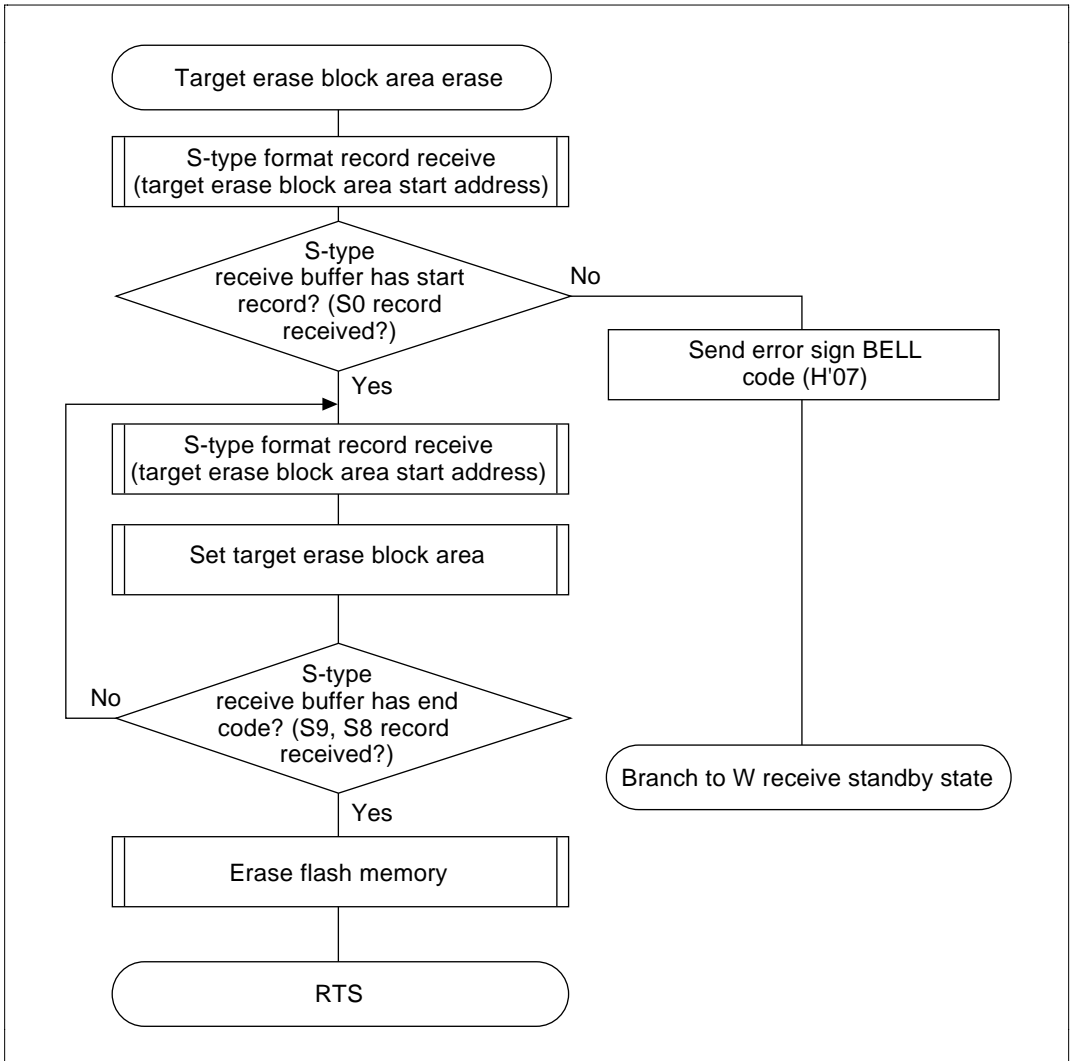 Target erase block area erase
S-type format record receive
(target erase block area start address)
S-type
receive buffer has start
record? (S0 record
received?)
No
Send error sign BELL
code (H'07)
Yes
S-type format record receive
(target erase block area start address)
Set target erase block area
S-type
receive buffer has end
code? (S9, S8 record
received?)
No
Branch to W receive standby state
Yes
Erase flash memory
RTS